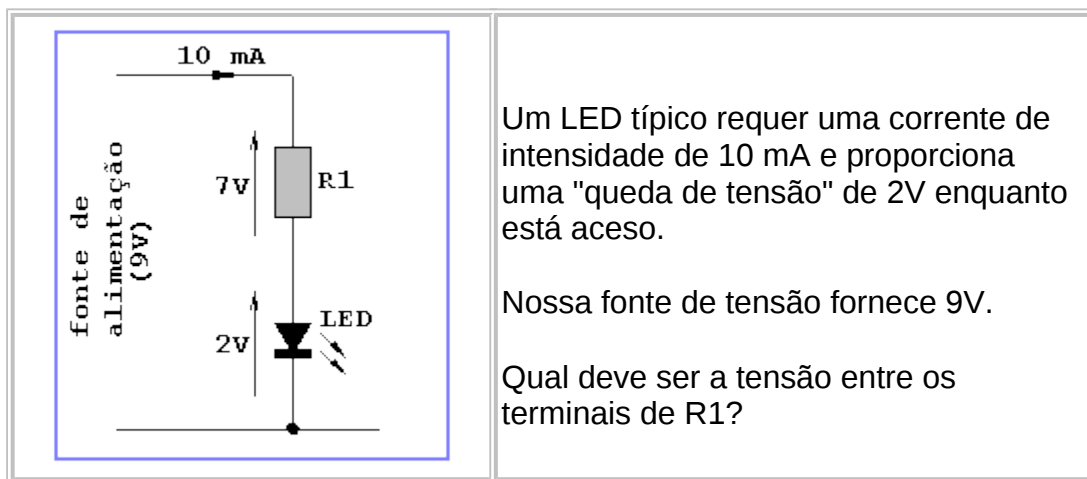 10 mA
7V
R1
fonte de
alimentação
(9V)
2V
LED
Um LED típico requer uma corrente de
intensidade de 10 mA e proporciona
uma "queda de tensão" de 2V enquanto
está aceso.
Nossa fonte de tensão fornece 9V.
Qual deve ser a tensão entre os
terminais de R1?